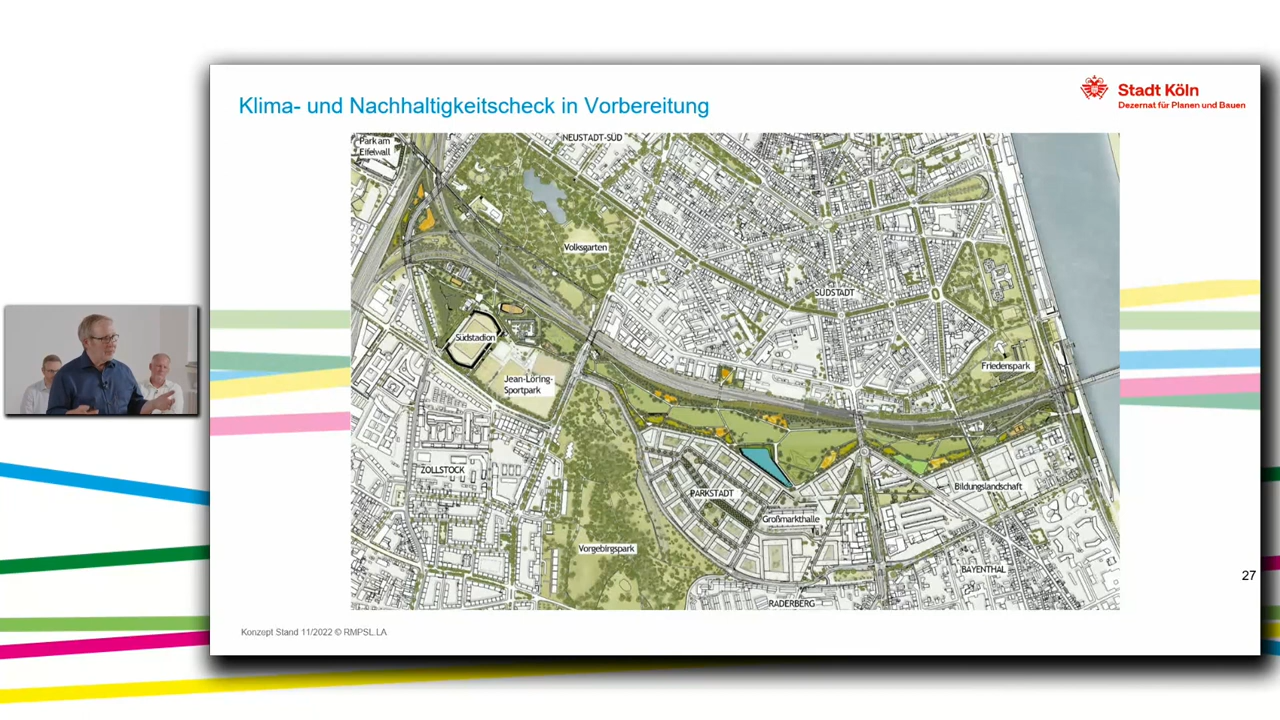 Klima- und Nachhaltigkeitscheck in Vorbereitung
Stadt Köln
Dezernat für Planen und Bauen
Park am
Eifelwall
NEUSTADT-SÜD
Volksgarten
SÜDSTADT
Südstadion
Jean-Löring-
Sportpark
Friedenspark
ZOLLSTOCK
PARKSTADT
Bildungslandschaft
Großmarkthalle
Vorgebirgspark
BAYENTHAL
RADERBERG
27
Konzept Stand 11/2022 © RMPSL.LA